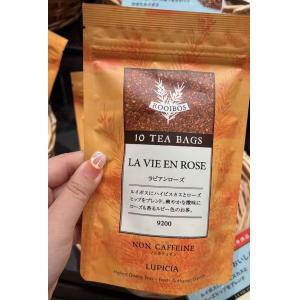 ROOIBOS
10 TEA BAGS
LA VIE EN ROSE
ラビアンローズ
ルイボスにハイビスカスとローズ
ヒップをブレンド。爽やかな酸味に
ローズも香るルビー色のお茶。
9200
NON CAFFEINE
ノンカフェイン
LUPICIA